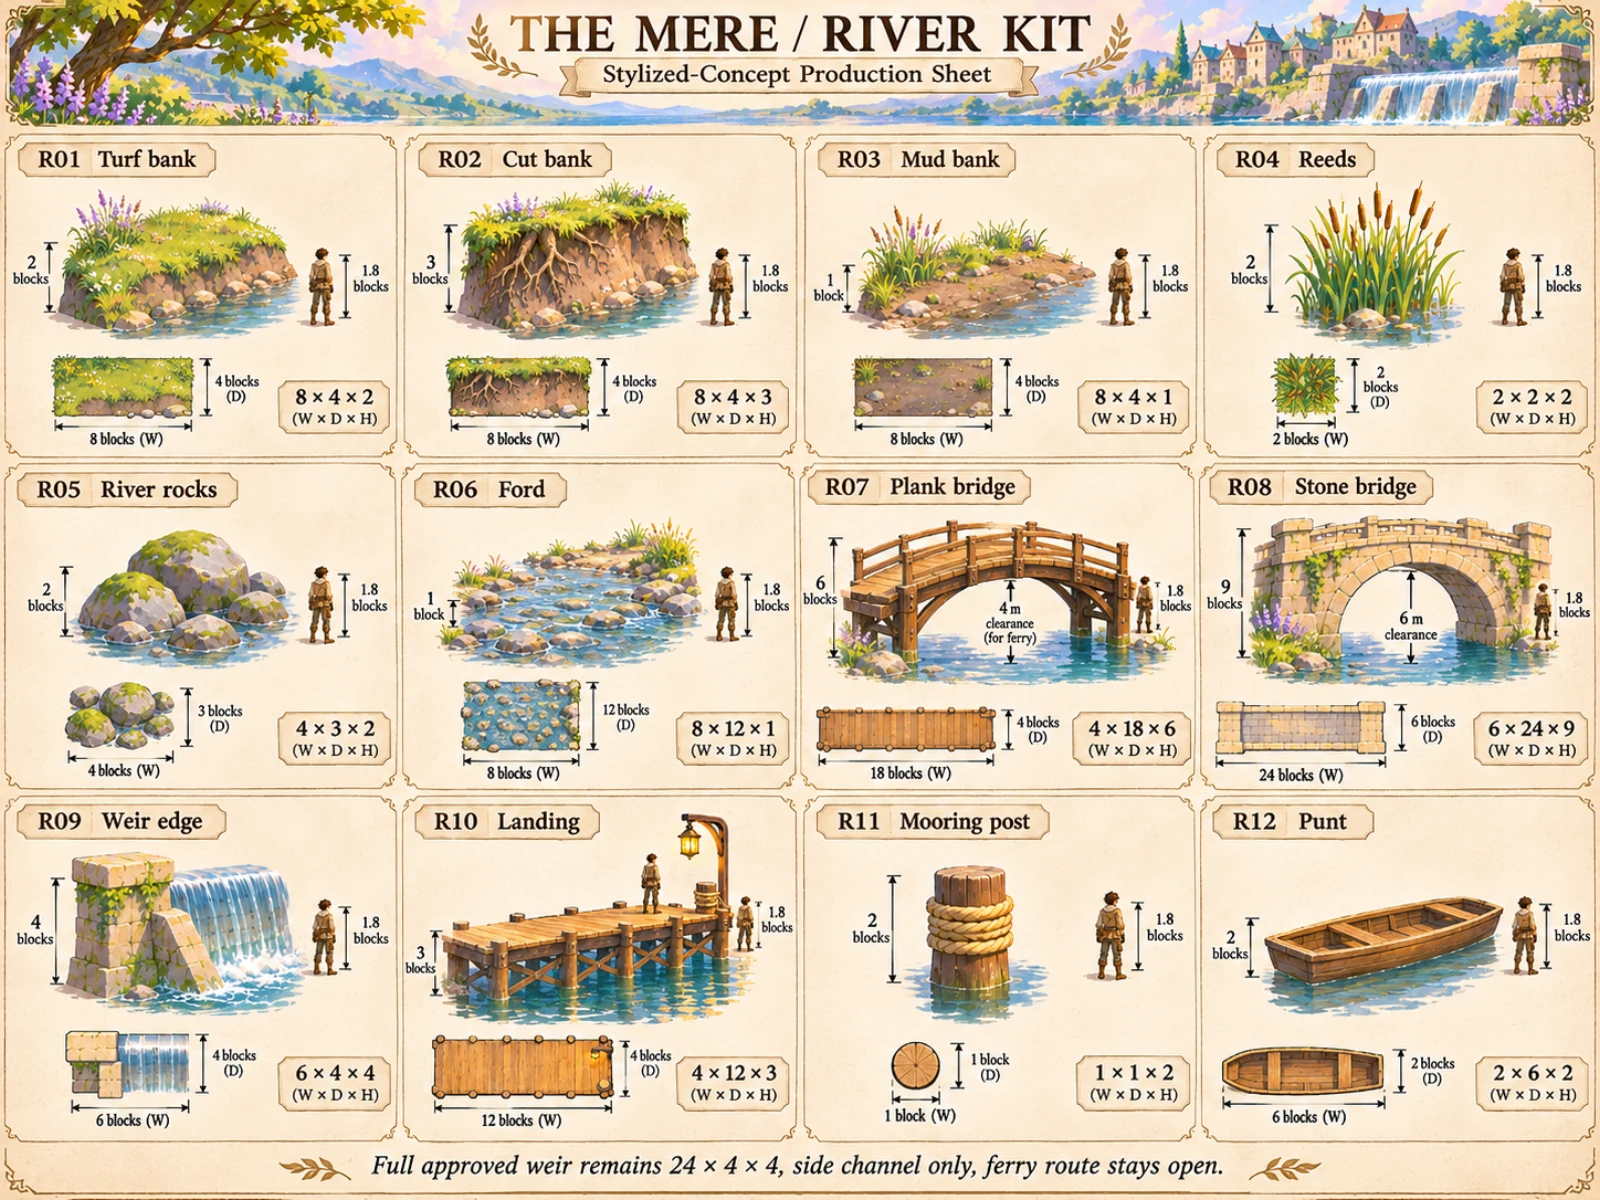 THE MERE / RIVER KIT
Stylized-Concept Production Sheet
R01 Turf bank
2
blocks
1.8
blocks
4 blocks
(D)
8 blocks (W)
8 × 4 × 2
(W × D × H)
R02 Cut bank
3
blocks
1.8
blocks
4 blocks
(D)
8 blocks (W)
8 × 4 × 3
(W × D × H)
R03 Mud bank
1
block
1.8
blocks
4 blocks
(D)
8 blocks (W)
8 × 4 × 1
(W × D × H)
R04 Reeds
2
blocks
1.8
blocks
2
blocks
(D)
2 blocks (W)
2 × 2 × 2
(W × D × H)
R05 River rocks
2
blocks
1.8
blocks
3 blocks
(D)
4 blocks (W)
4 × 3 × 2
(W × D × H)
R06 Ford
1
block
1.8
blocks
12 blocks
(D)
8 blocks (W)
8 × 12 × 1
(W × D × H)
R07 Plank bridge
6
blocks
4 m
clearance
(for ferry)
1.8
blocks
4 blocks
(D)
18 blocks (W)
4 × 18 × 6
(W × D × H)
R08 Stone bridge
9
blocks
6 m
clearance
1.8
blocks
6 blocks
(D)
24 blocks (W)
6 × 24 × 9
(W × D × H)
R09 Weir edge
4
blocks
1.8
blocks
4 blocks
(D)
6 blocks (W)
6 × 4 × 4
(W × D × H)
R10 Landing
3
blocks
1.8
blocks
4 blocks
(D)
12 blocks (W)
4 × 12 × 3
(W × D × H)
R11 Mooring post
2
blocks
1.8
blocks
1 block
(D)
1 block (W)
1 × 1 × 2
(W × D × H)
R12 Punt
2
blocks
1.8
blocks
2 blocks
(D)
6 blocks (W)
2 × 6 × 2
(W × D × H)
Full approved weir remains 24 × 4 × 4, side channel only, ferry route stays open.